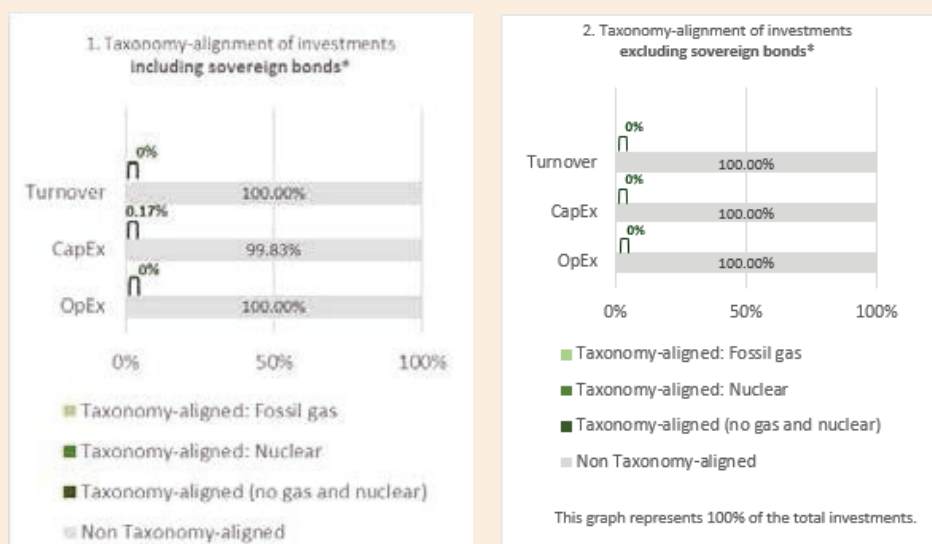 1. Taxonomy-alignment of investments
including sovereign bonds*
0%
Turnover
100.00%
0.17%
CapEx
99.83%
0%
OpEx
100.00%
0%
50%
100%
Taxonomy-aligned: Fossil gas
Taxonomy-aligned: Nuclear
Taxonomy-aligned (no gas and nuclear)
Non Taxonomy-aligned
2. Taxonomy-alignment of investments
excluding sovereign bonds*
0%
Turnover
100.00%
0%
CapEx
100.00%
0%
OpEx
100.00%
0%
50%
100%
Taxonomy-aligned: Fossil gas
Taxonomy-aligned: Nuclear
Taxonomy-aligned (no gas and nuclear)
Non Taxonomy-aligned
This graph represents 100% of the total investments.